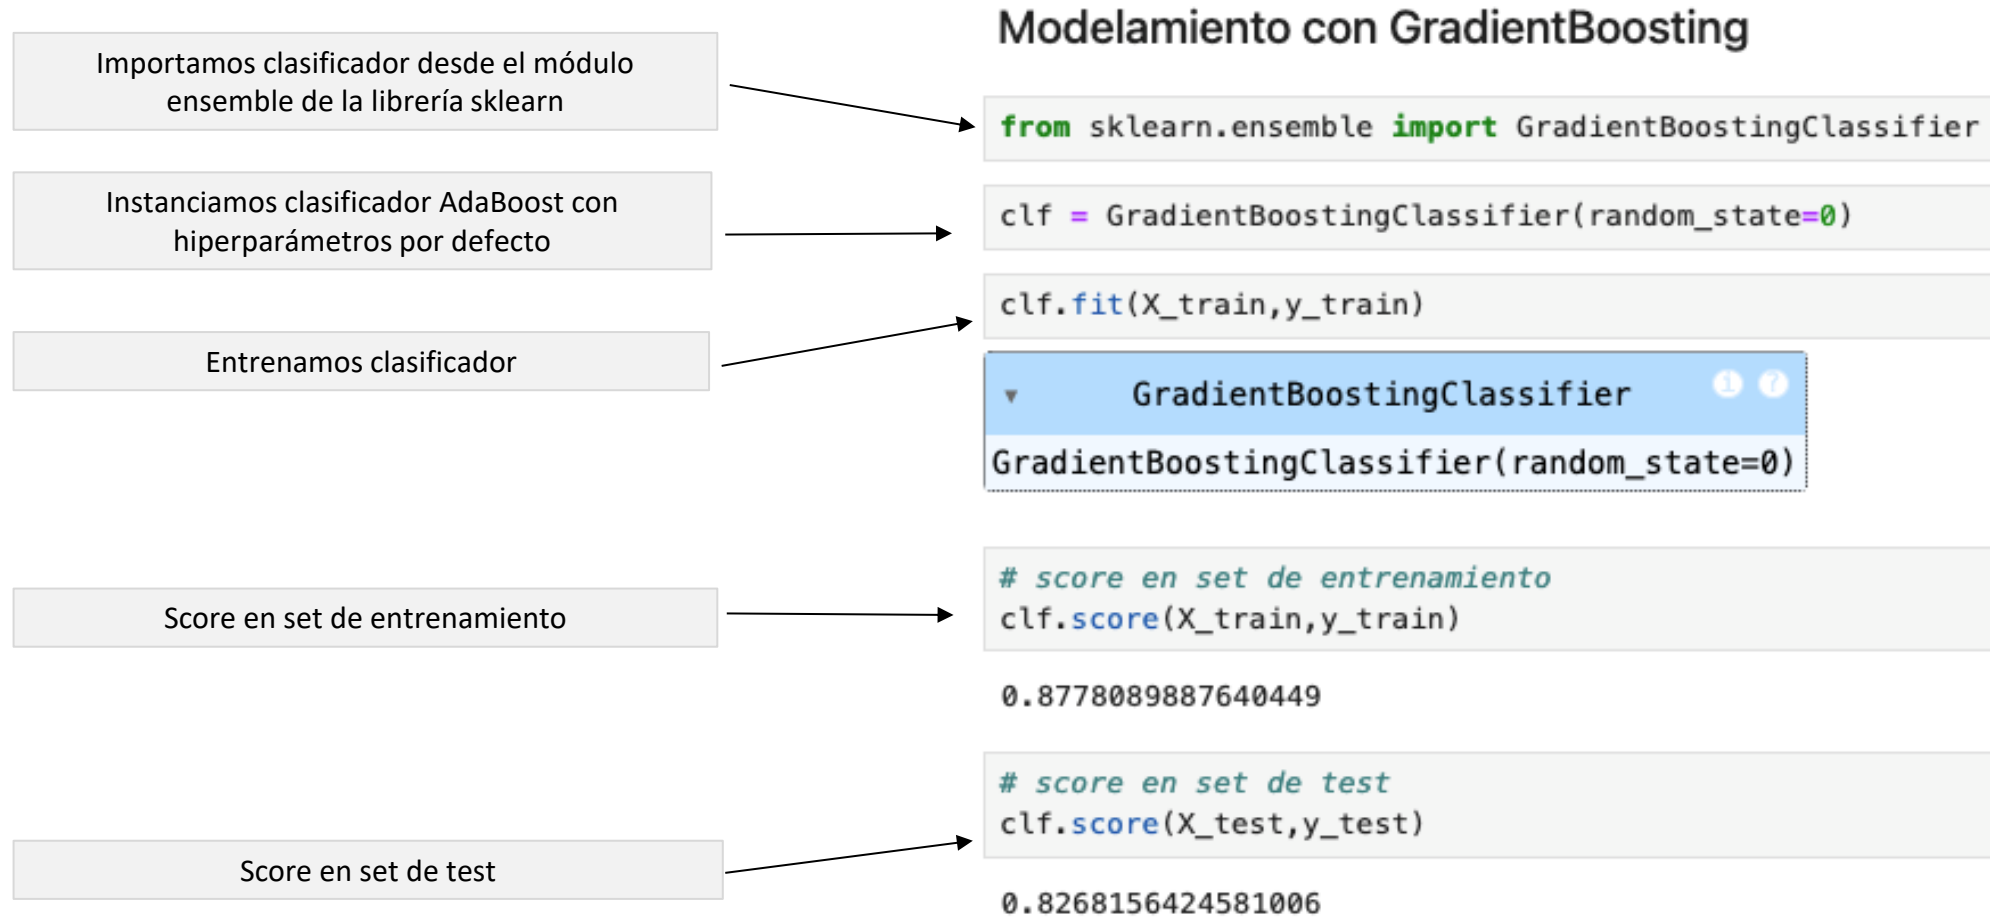 Modelamiento con GradientBoosting
Importamos clasificador desde el módulo
ensemble de la librería sklearn
from sklearn.ensemble import GradientBoostingClassifier
Instanciamos clasificador AdaBoost con
hiperparámetros por defecto
clf = GradientBoostingClassifier(random_state=0)
Entrenamos clasificador
clf.fit(X_train,y_train)
▼ GradientBoostingClassifier i ?
GradientBoostingClassifier(random_state=0)
Score en set de entrenamiento
# score en set de entrenamiento
clf.score(X_train,y_train)
0.8778089887640449
Score en set de test
# score en set de test
clf.score(X_test,y_test)
0.8268156424581006